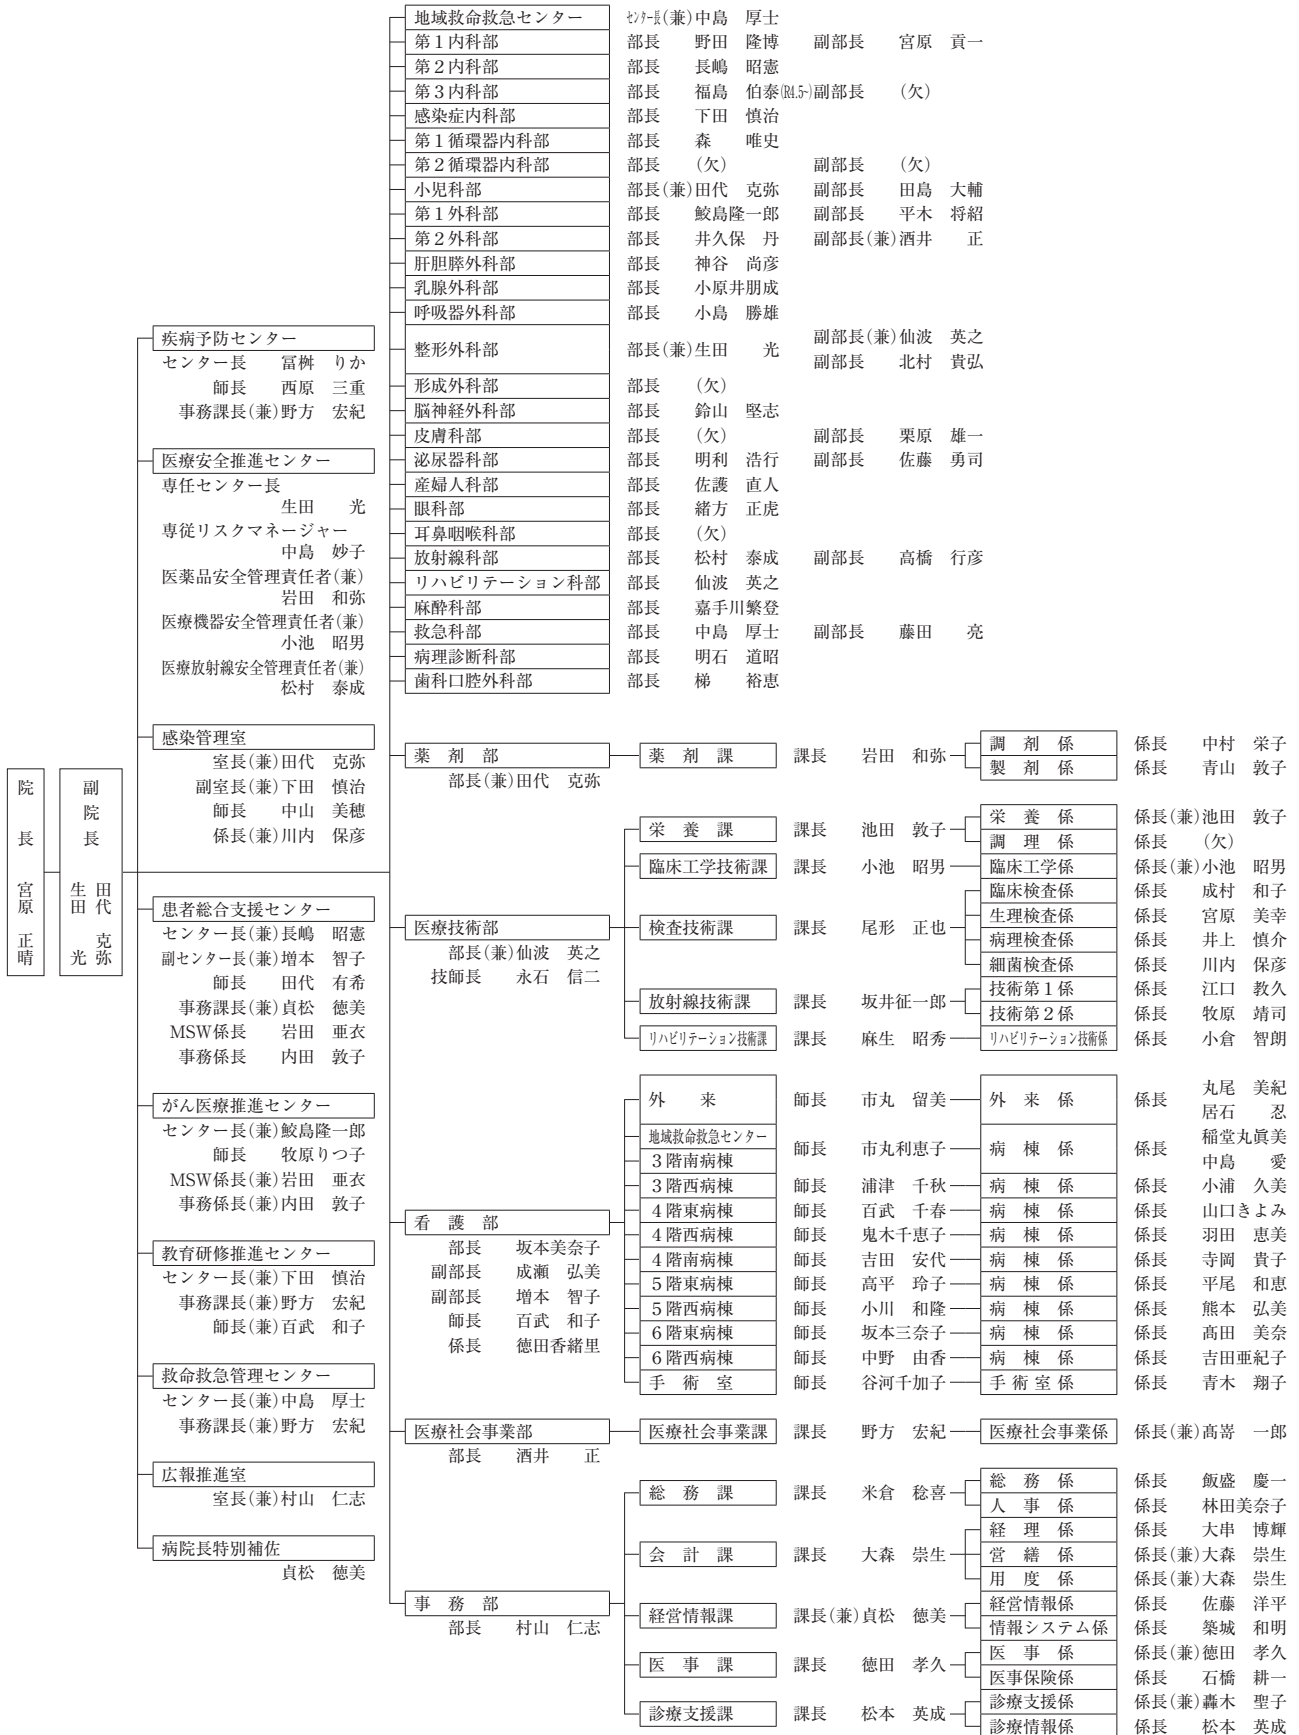 院長　宮原　正晴
副院長　田代　克弥
生田　光
疾病予防センター
センター長　冨桝　りか
師長　西原　三重
事務課長(兼)野方　宏紀
医療安全推進センター
専任センター長
生田　光
専従リスクマネージャー
中島　妙子
医薬品安全管理責任者(兼)
岩田　和弥
医療機器安全管理責任者(兼)
小池　昭男
医療放射線安全管理責任者(兼)
松村　泰成
感染管理室
室長(兼)田代　克弥
副室長(兼)下田　慎治
師長　中山　美穂
係長(兼)川内　保彦
患者総合支援センター
センター長(兼)長嶋　昭憲
副センター長(兼)増本　智子
師長　田代　有希
事務課長(兼)貞松　徳美
MSW係長　岩田　亜衣
事務係長　内田　敦子
がん医療推進センター
センター長(兼)鮫島隆一郎
師長　牧原りつ子
MSW係長(兼)岩田　亜衣
事務係長(兼)内田　敦子
教育研修推進センター
センター長(兼)下田　慎治
事務課長(兼)野方　宏紀
師長(兼)百武　和子
救命救急管理センター
センター長(兼)中島　厚士
事務課長(兼)野方　宏紀
広報推進室
室長(兼)村山　仁志
病院長特別補佐
貞松　徳美
地域救命救急センター　センター長(兼)中島　厚士
第１内科部　部長　野田　隆博　副部長　宮原　貢一
第２内科部　部長　長嶋　昭憲
第３内科部　部長　福島　伯泰(R4.5~)副部長　(欠)
感染症内科部　部長　下田　慎治
第１循環器内科部　部長　森　唯史
第２循環器内科部　部長　(欠)　副部長　(欠)
小児科部　部長(兼)田代　克弥　副部長　田島　大輔
第１外科部　部長　鮫島隆一郎　副部長　平木　将紹
第２外科部　部長　井久保　丹　副部長(兼)酒井　正
肝胆膵外科部　部長　神谷　尚彦
乳腺外科部　部長　小原井朋成
呼吸器外科部　部長　小島　勝雄
整形外科部　部長(兼)生田　光　副部長(兼)仙波　英之
副部長　北村　貴弘
形成外科部　部長　(欠)
脳神経外科部　部長　鈴山　堅志
皮膚科部　部長　(欠)　副部長　栗原　雄一
泌尿器科部　部長　明利　浩行　副部長　佐藤　勇司
産婦人科部　部長　佐護　直人
眼科部　部長　緒方　正虎
耳鼻咽喉科部　部長　(欠)
放射線科部　部長　松村　泰成　副部長　高橋　行彦
リハビリテーション科部　部長　仙波　英之
麻酔科部　部長　嘉手川繁登
救急科部　部長　中島　厚士　副部長　藤田　亮
病理診断科部　部長　明石　道昭
歯科口腔外科部　部長　梯　裕恵
薬剤部
部長(兼)田代　克弥
薬剤課　課長　岩田　和弥
調剤係　係長　中村　栄子
製剤係　係長　青山　敦子
医療技術部
部長(兼)仙波　英之
技師長　永石　信二
栄養課　課長　池田　敦子
栄養係　係長(兼)池田　敦子
調理係　係長　(欠)
臨床工学技術課　課長　小池　昭男
臨床工学係　係長(兼)小池　昭男
検査技術課　課長　尾形　正也
臨床検査係　係長　成村　和子
生理検査係　係長　宮原　美幸
病理検査係　係長　井上　慎介
細菌検査係　係長　川内　保彦
放射線技術課　課長　坂井征一郎
技術第１係　係長　江口　教久
技術第２係　係長　牧原　靖司
リハビリテーション技術課　課長　麻生　昭秀
リハビリテーション技術係　係長　小倉　智朗
看護部
部長　坂本美奈子
副部長　成瀬　弘美
副部長　増本　智子
師長　百武　和子
係長　徳田香緒里
外来　師長　市丸　留美　外来係　係長　丸尾　美紀
居石　忍
地域救命救急センター
３階南病棟　師長　市丸利恵子　病棟係　係長　稲堂丸眞美
中島　愛
３階西病棟　師長　浦津　千秋　病棟係　係長　小浦　久美
４階東病棟　師長　百武　千春　病棟係　係長　山口きよみ
４階西病棟　師長　鬼木千恵子　病棟係　係長　羽田　恵美
４階南病棟　師長　吉田　安代　病棟係　係長　寺岡　貴子
５階東病棟　師長　高平　玲子　病棟係　係長　平尾　和恵
５階西病棟　師長　小川　和隆　病棟係　係長　熊本　弘美
６階東病棟　師長　坂本三奈子　病棟係　係長　髙田　美奈
６階西病棟　師長　中野　由香　病棟係　係長　吉田亜紀子
手術室　師長　谷河千加子　手術室係　係長　青木　翔子
医療社会事業部
部長　酒井　正
医療社会事業課　課長　野方　宏紀　医療社会事業係　係長(兼)髙嵜　一郎
事務部
部長　村山　仁志
総務課　課長　米倉　稔喜
総務係　係長　飯盛　慶一
人事係　係長　林田美奈子
会計課　課長　大森　崇生
経理係　係長　大串　博輝
営繕係　係長(兼)大森　崇生
用度係　係長(兼)大森　崇生
経営情報課　課長(兼)貞松　徳美
経営情報係　係長　佐藤　洋平
情報システム係　係長　築城　和明
医事課　課長　徳田　孝久
医事係　係長(兼)徳田　孝久
医事保険係　係長　石橋　耕一
診療支援課　課長　松本　英成
診療支援係　係長(兼)轟木　聖子
診療情報係　係長　松本　英成